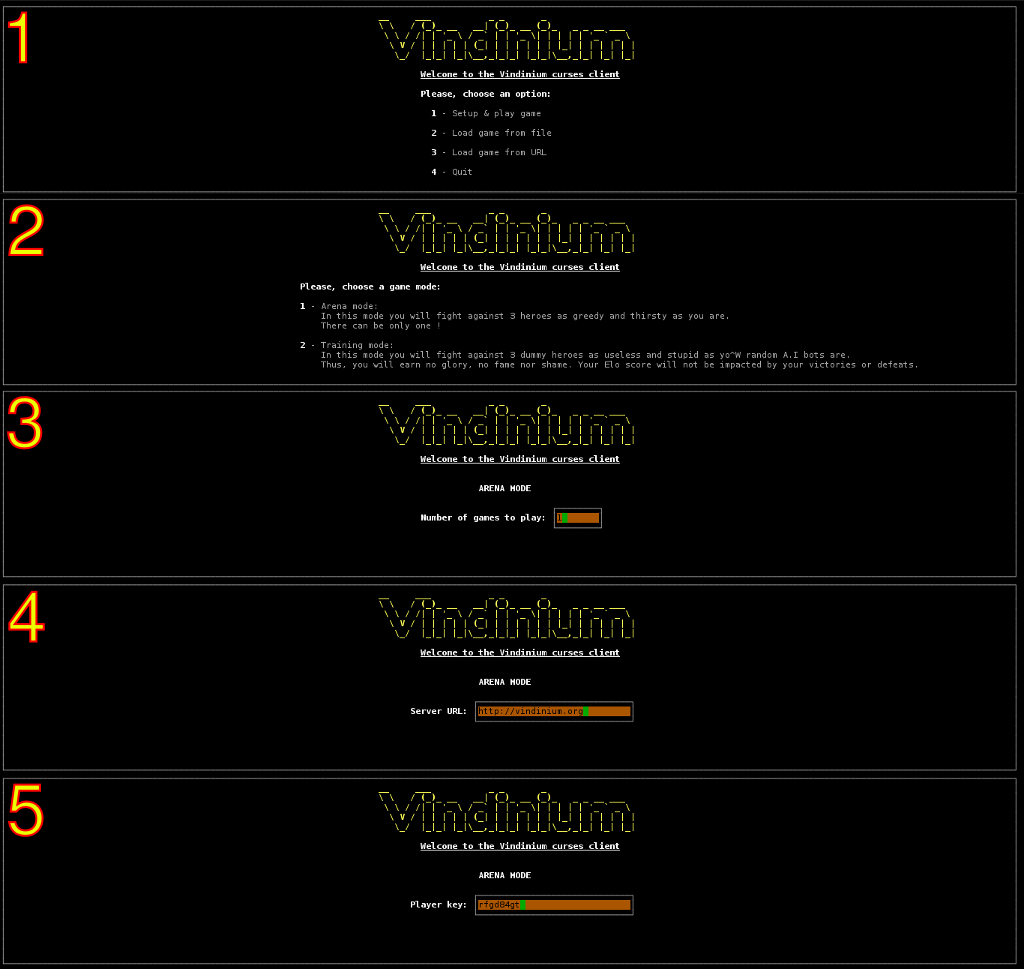 1
Vindinium
Welcome to the Vindinium curses client
Please, choose an option:
1 - Setup & play game
2 - Load game from file
3 - Load game from URL
4 - Quit
2
Vindinium
Welcome to the Vindinium curses client
Please, choose a game mode:
1 - Arena mode:
In this mode you will fight against 3 heroes as greedy and thirsty as you are.
There can be only one !
2 - Training mode:
In this mode you will fight against 3 dummy heroes as useless and stupid as yo^W random A.I bots are.
Thus, you will earn no glory, no fame nor shame. Your Elo score will not be impacted by your victories or defeats.
3
Vindinium
Welcome to the Vindinium curses client
ARENA MODE
Number of games to play: 1
4
Vindinium
Welcome to the Vindinium curses client
ARENA MODE
Server URL: http://vindinium.org
5
Vindinium
Welcome to the Vindinium curses client
ARENA MODE
Player key: rfgd84gt